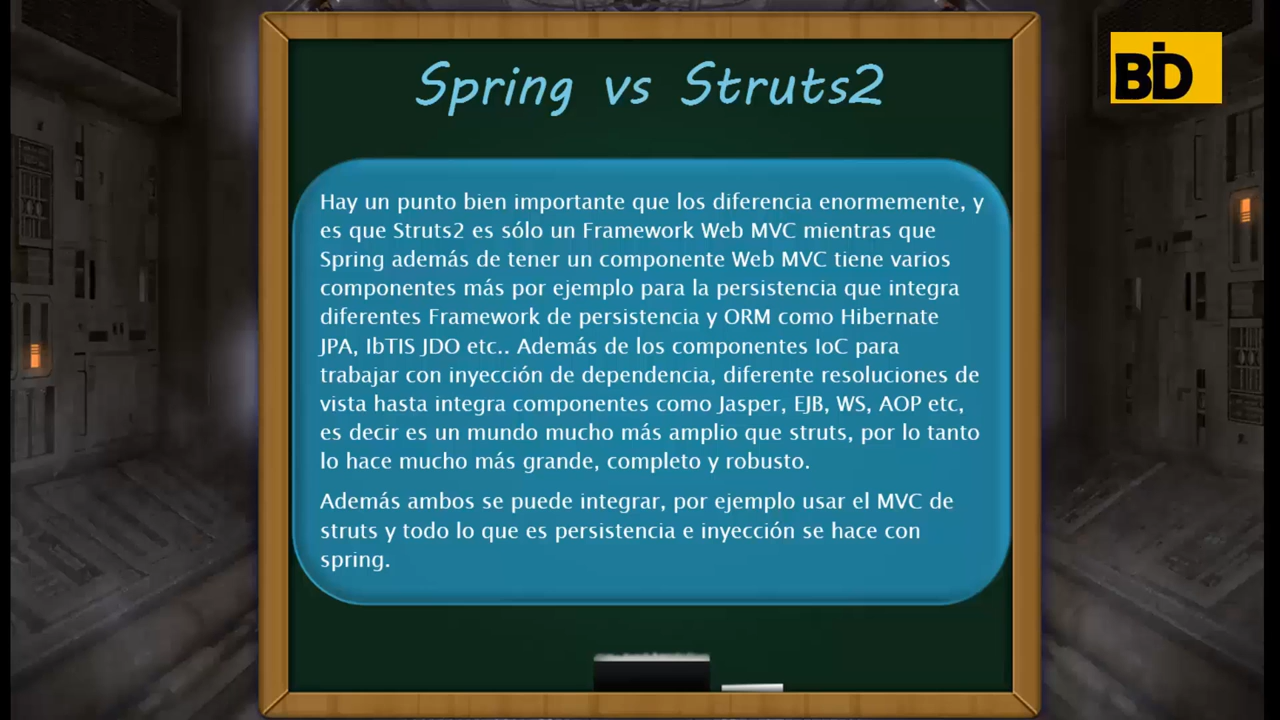 Spring vs Struts2
BiD
Hay un punto bien importante que los diferencia enormemente, y
es que Struts2 es sólo un Framework Web MVC mientras que
Spring además de tener un componente Web MVC tiene varios
componentes más por ejemplo para la persistencia que integra
diferentes Framework de persistencia y ORM como Hibernate
JPA, IbTIS JDO etc.. Además de los componentes IoC para
trabajar con inyección de dependencia, diferente resoluciones de
vista hasta integra componentes como Jasper, EJB, WS, AOP etc,
es decir es un mundo mucho más amplio que struts, por lo tanto
lo hace mucho más grande, completo y robusto.
Además ambos se puede integrar, por ejemplo usar el MVC de
struts y todo lo que es persistencia e inyección se hace con
spring.